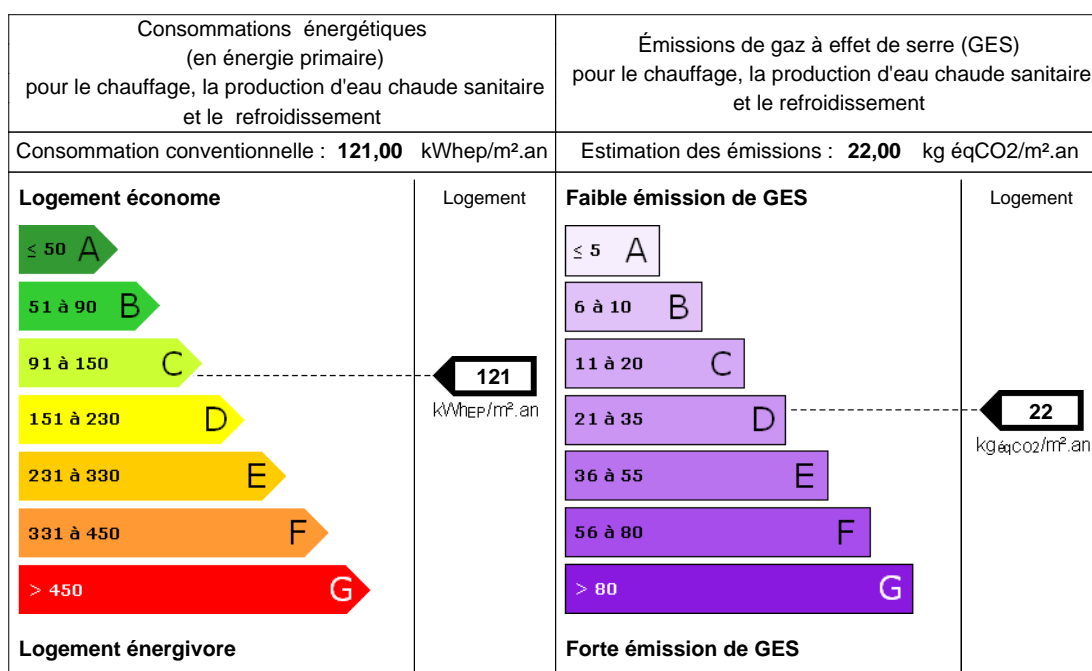 Consommations énergétiques
(en énergie primaire)
pour le chauffage, la production d'eau chaude sanitaire
et le refroidissement
Émissions de gaz à effet de serre (GES)
pour le chauffage, la production d'eau chaude sanitaire
et le refroidissement
Consommation conventionnelle : 121,00 kWhep/m².an
Estimation des émissions : 22,00 kg éqCO2/m².an
Logement économe
Logement
≤ 50 A
51 à 90 B
91 à 150 C
151 à 230 D
231 à 330 E
331 à 450 F
> 450 G
121
kWhEP/m².an
Logement énergivore
Faible émission de GES
Logement
≤ 5 A
6 à 10 B
11 à 20 C
21 à 35 D
36 à 55 E
56 à 80 F
> 80 G
22
kgéqCO2/m².an
Forte émission de GES